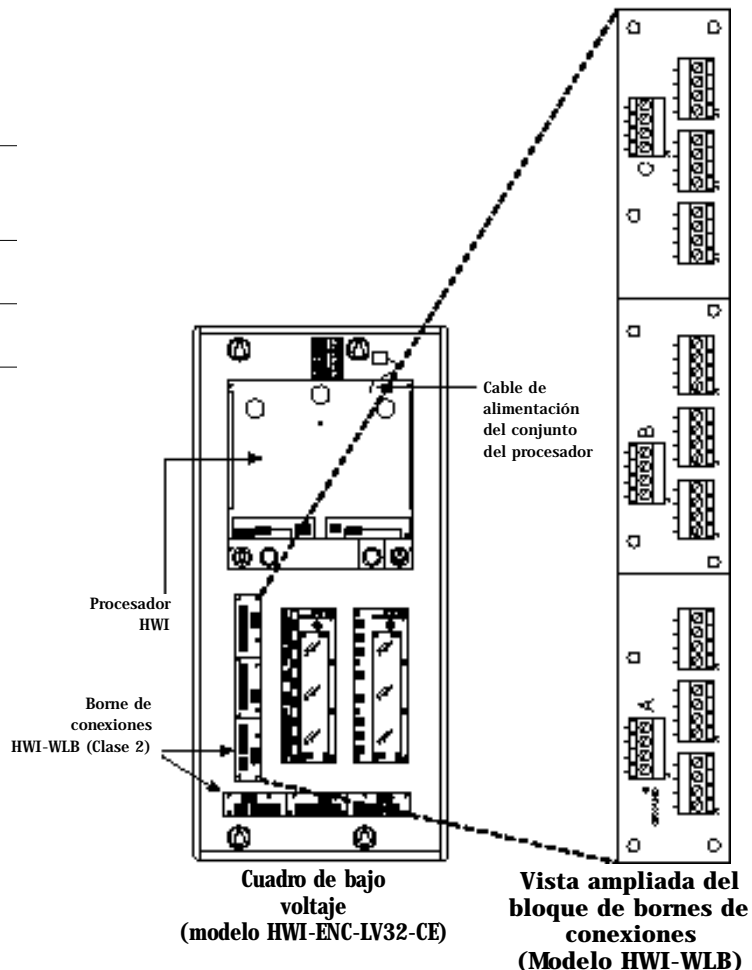 C
B
A
GROUND
Cable de
alimentación
del conjunto
del procesador
Procesador
HWI
Borne de
conexiones
HWI-WLB (Clase 2)
Cuadro de bajo
voltaje
(modelo HWI-ENC-LV32-CE)
Vista ampliada del
bloque de bornes de
conexiones
(Modelo HWI-WLB)